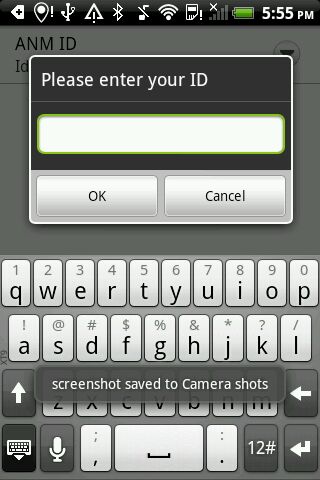 5:55 PM
ANM ID
Id
Please enter your ID
OK Cancel
1 2 3 4 5 6 7 8 9 0
q w e r t y u i o p
! @ # $ % & * ? /
a s d f g h j k l
XT9
screenshot saved to Camera shots
z x c v b n m
; :
, . 12#